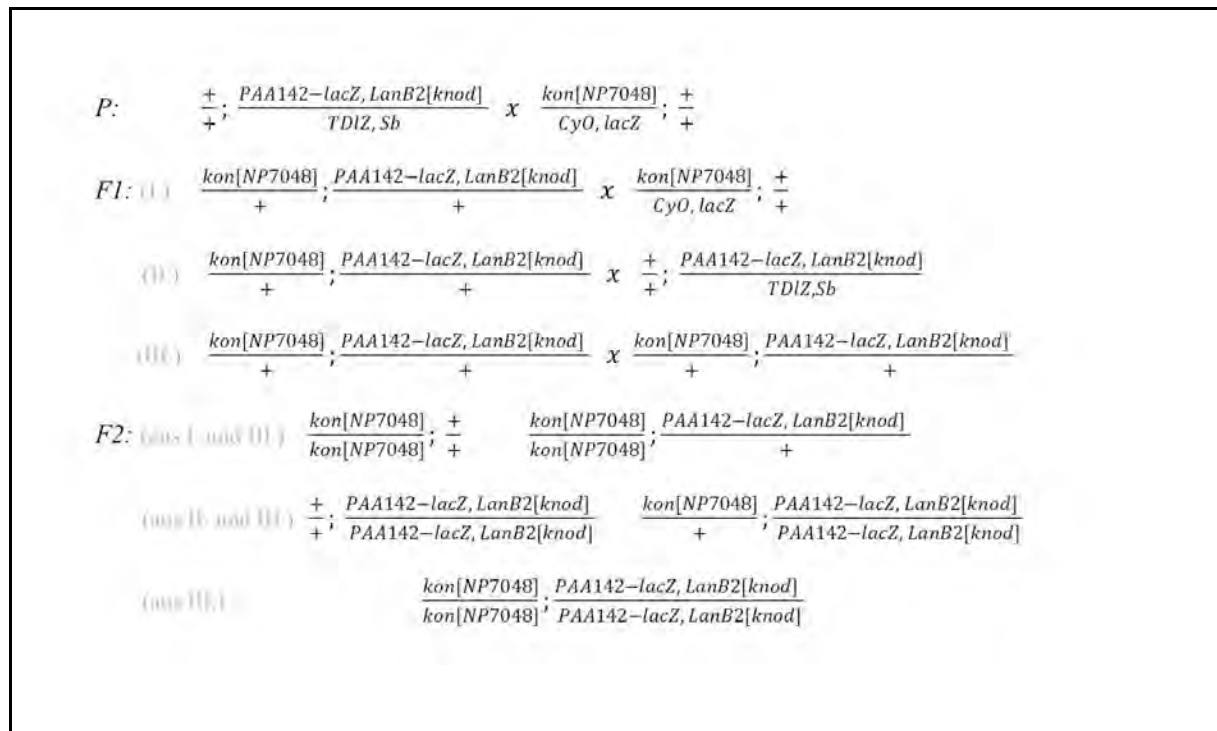 P: +/+; PAA142−lacZ, LanB2[knod]/TDlZ, Sb x kon[NP7048]/CyO, lacZ; +/+
F1: (I.) kon[NP7048]/+; PAA142−lacZ, LanB2[knod]/+ x kon[NP7048]/CyO, lacZ; +/+
(II.) kon[NP7048]/+; PAA142−lacZ, LanB2[knod]/+ x +/+; PAA142−lacZ, LanB2[knod]/TDlZ,Sb
(III.) kon[NP7048]/+; PAA142−lacZ, LanB2[knod]/+ x kon[NP7048]/+; PAA142−lacZ, LanB2[knod]/+
F2: (aus I. und III.) kon[NP7048]/kon[NP7048]; +/+ kon[NP7048]/kon[NP7048]; PAA142−lacZ, LanB2[knod]/+
(aus II. und III.) +/+; PAA142−lacZ, LanB2[knod]/PAA142−lacZ, LanB2[knod] kon[NP7048]/+; PAA142−lacZ, LanB2[knod]/PAA142−lacZ, LanB2[knod]
(aus III.) kon[NP7048]/kon[NP7048]; PAA142−lacZ, LanB2[knod]/PAA142−lacZ, LanB2[knod]